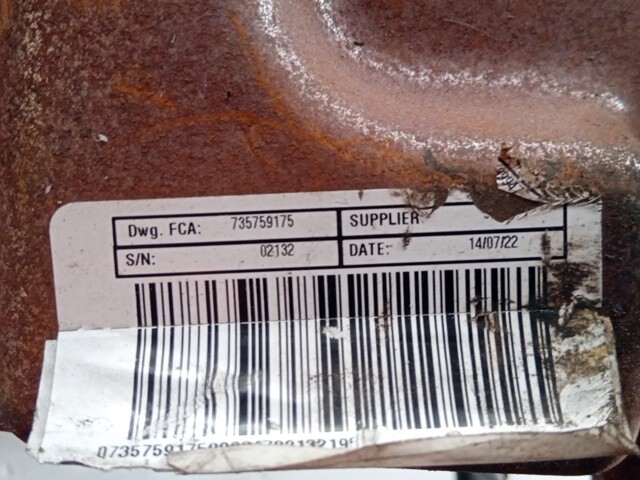 Dwg. FCA: 735759175 SUPPLIER:
S/N: 02132 DATE: 14/07/22